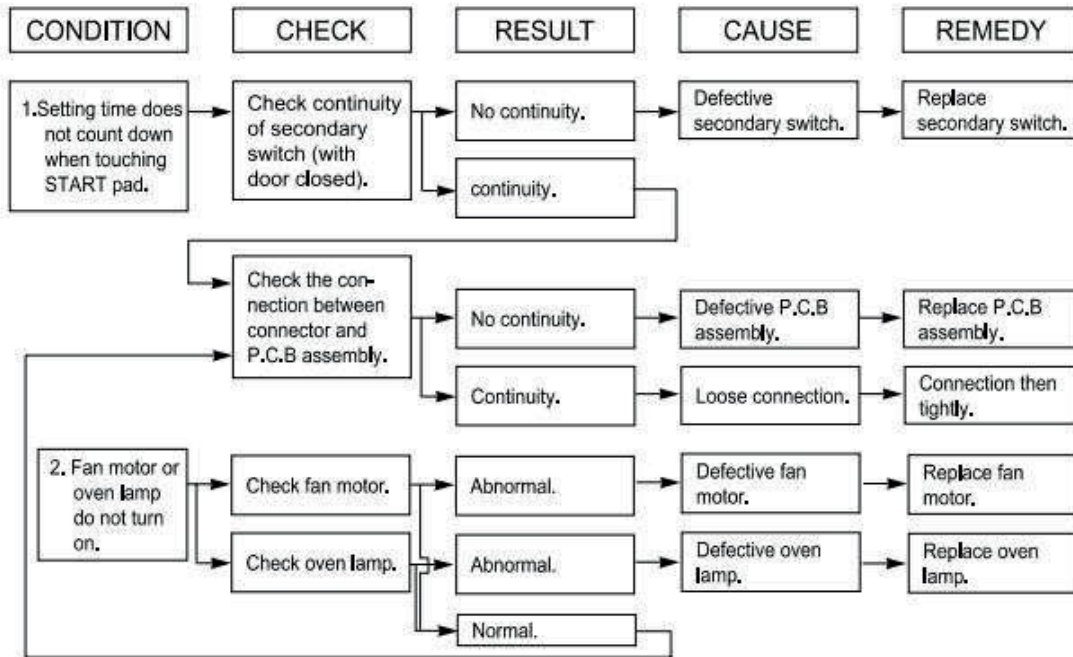 CONDITION
CHECK
RESULT
CAUSE
REMEDY
1.Setting time does
not count down
when touching
START pad.
Check continuity
of secondary
switch (with
door closed).
No continuity.
Defective
secondary switch.
Replace
secondary switch.
continuity.
Check the con-
nection between
connector and
P.C.B assembly.
No continuity.
Defective P.C.B
assembly.
Replace P.C.B
assembly.
Continuity.
Loose connection.
Connection then
tightly.
2. Fan motor or
oven lamp
do not turn
on.
Check fan motor.
Abnormal.
Defective fan
motor.
Replace fan
motor.
Check oven lamp.
Abnormal.
Defective oven
lamp.
Replace oven
lamp.
Normal.